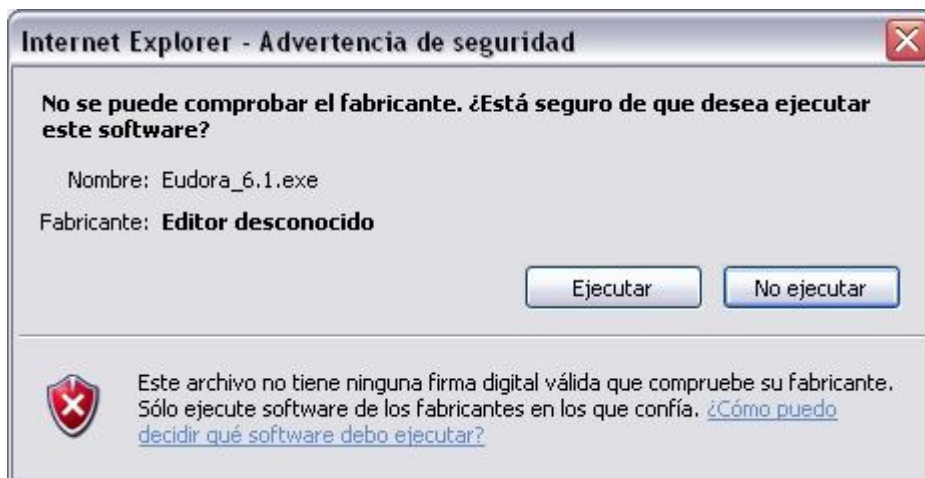 Internet Explorer - Advertencia de seguridad
No se puede comprobar el fabricante. ¿Está seguro de que desea ejecutar
este software?
Nombre: Eudora_6.1.exe
Fabricante: Editor desconocido
Ejecutar No ejecutar
Este archivo no tiene ninguna firma digital válida que compruebe su fabricante.
Sólo ejecute software de los fabricantes en los que confía. ¿Cómo puedo
decidir qué software debo ejecutar?